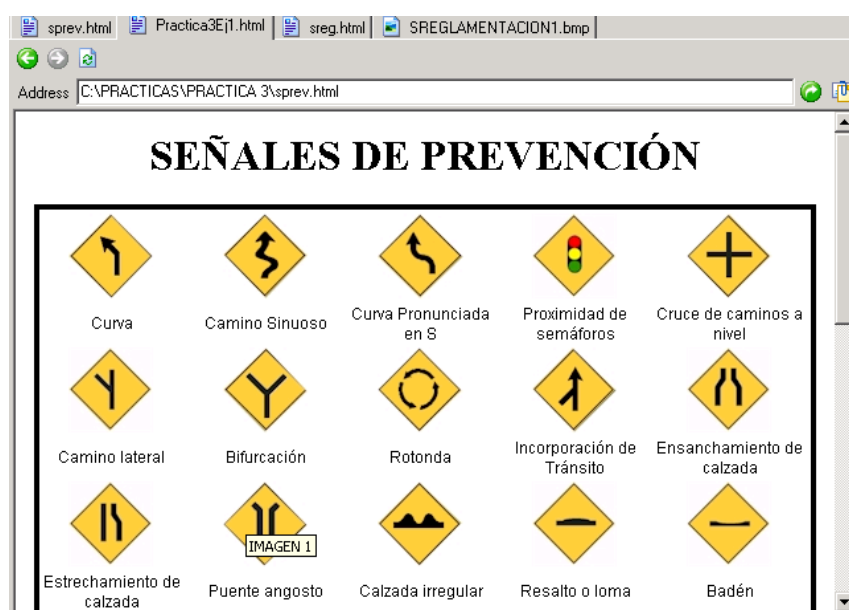 sprev.html Practica3Ej1.html sreg.html SREGLAMENTACION1.bmp
Address C:\PRACTICAS\PRACTICA 3\sprev.html
SEÑALES DE PREVENCIÓN
Curva
Camino Sinuoso
Curva Pronunciada
en S
Proximidad de
semáforos
Cruce de caminos a
nivel
Camino lateral
Bifurcación
Rotonda
Incorporación de
Tránsito
Ensanchamiento de
calzada
Estrechamiento de
calzada
IMAGEN 1
Puente angosto
Calzada irregular
Resalto o loma
Badén